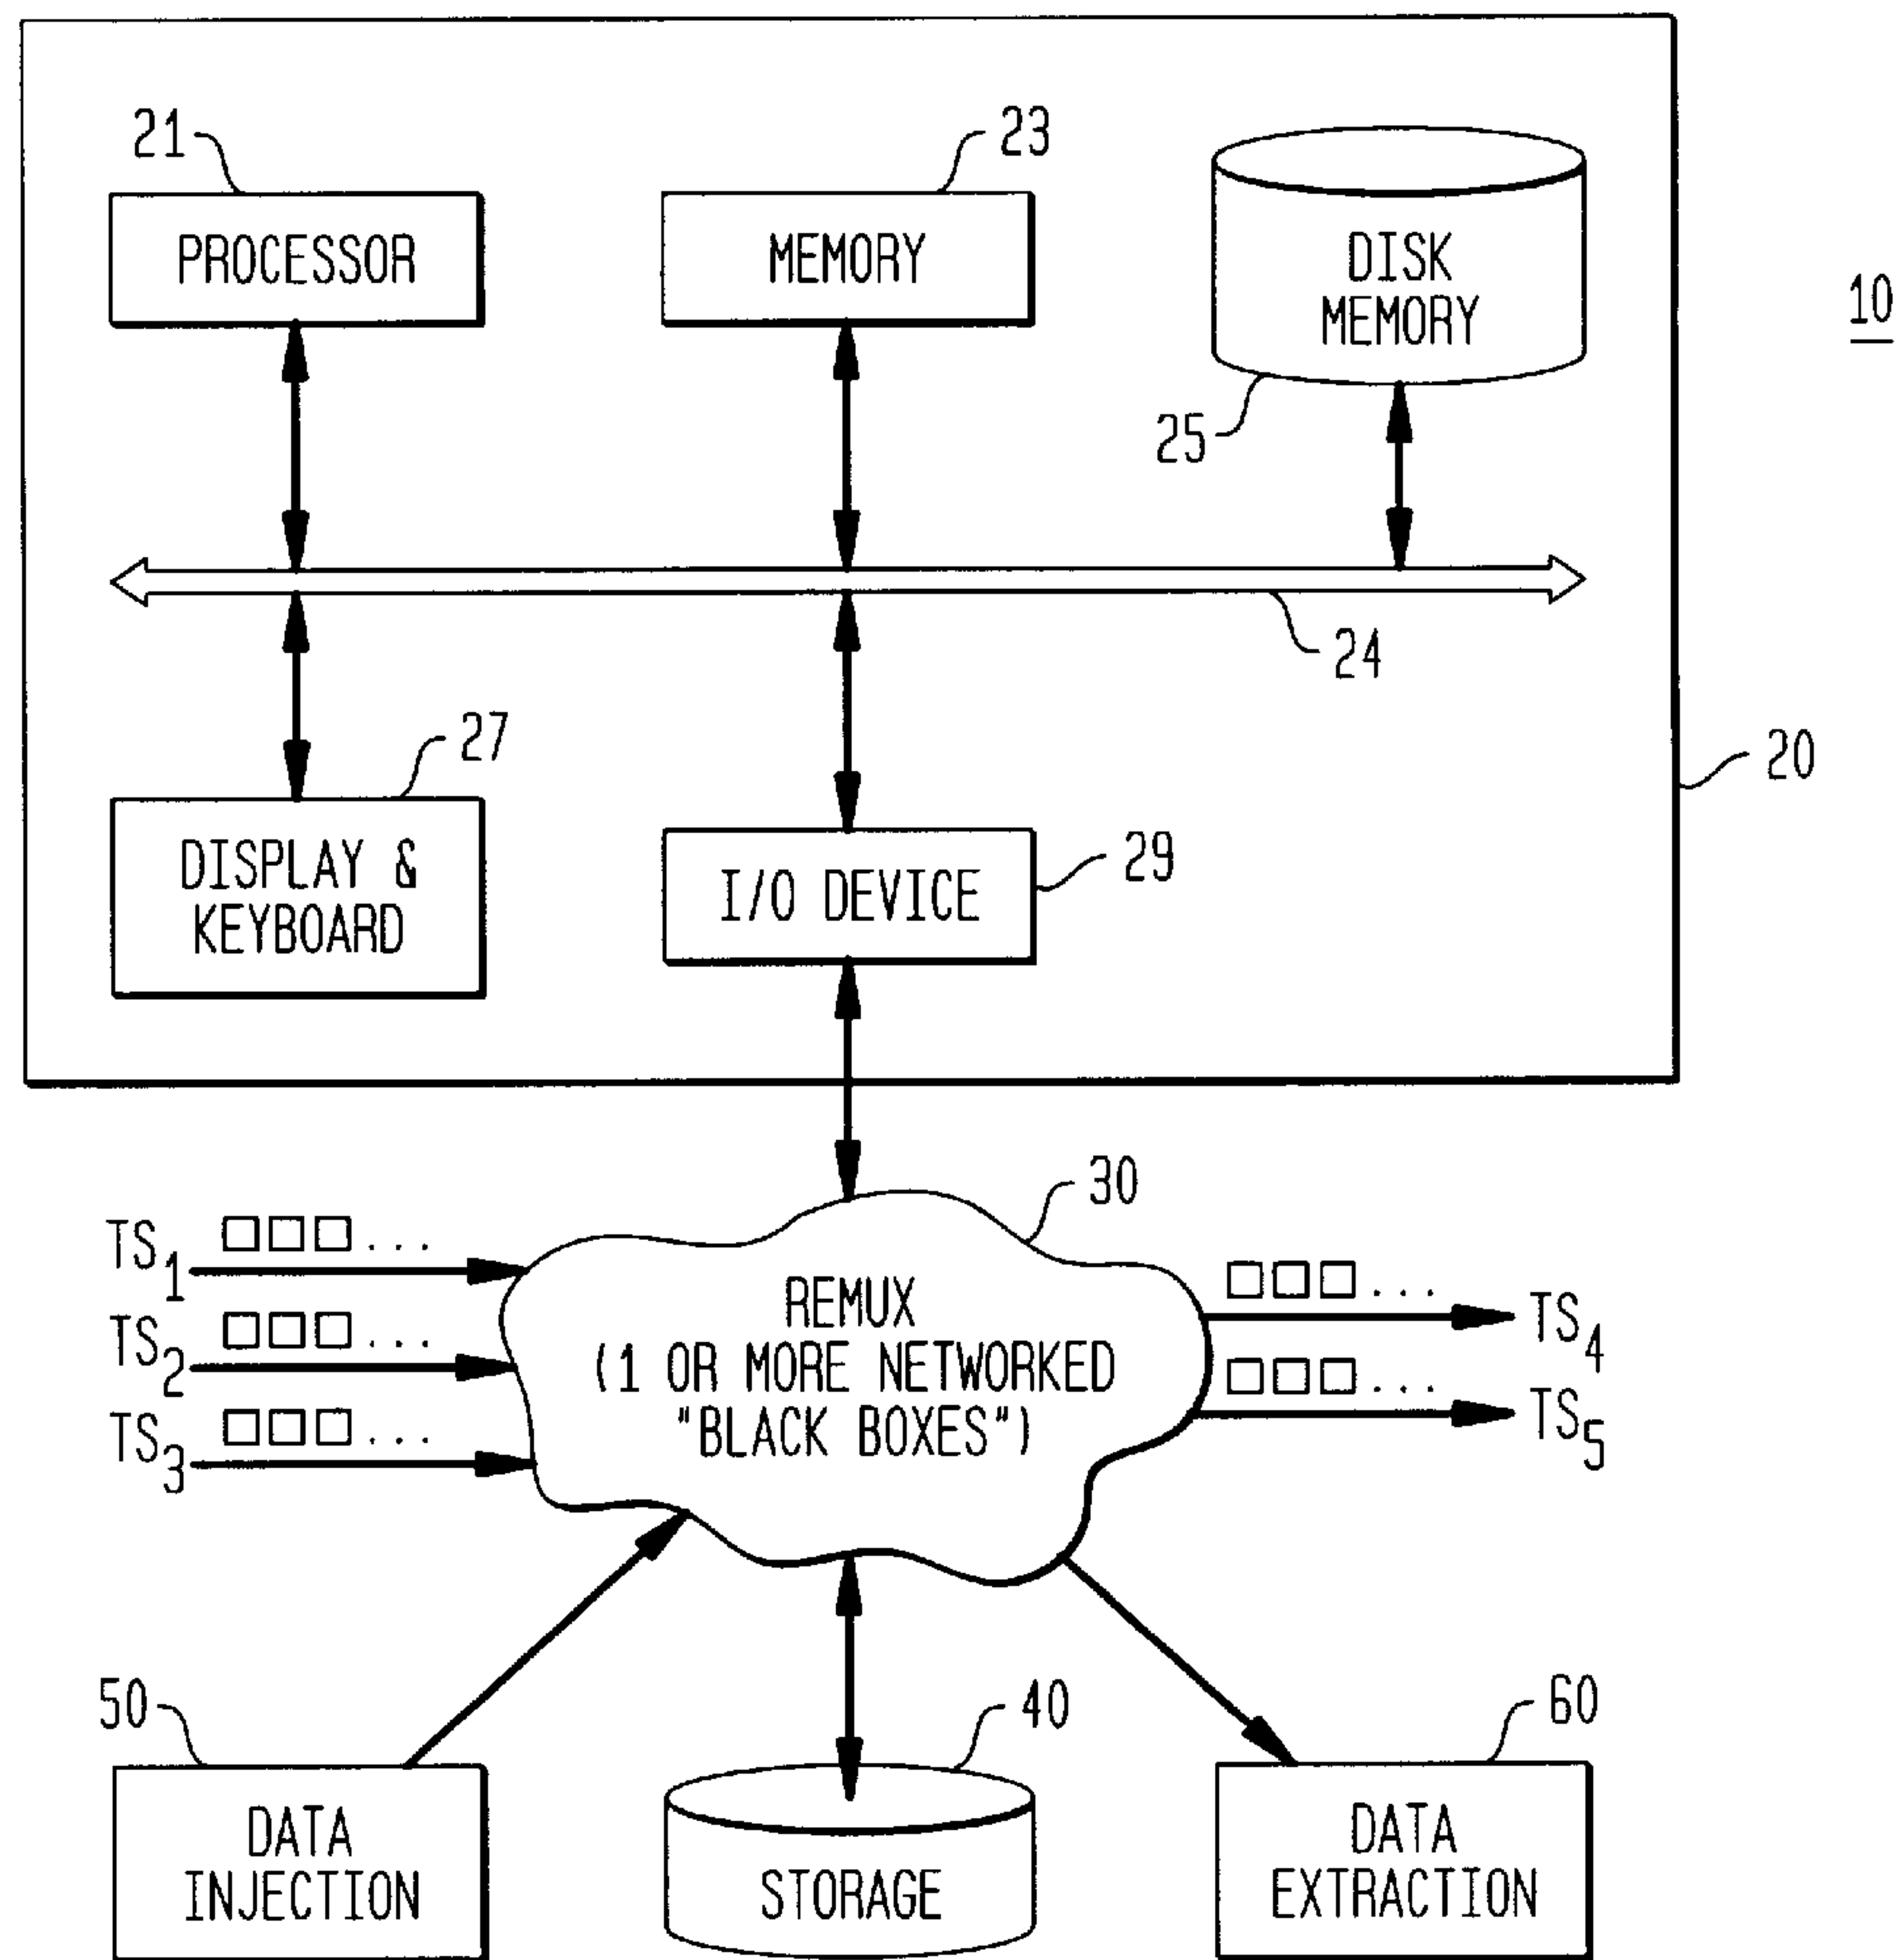 21
23
PROCESSOR
MEMORY
DISK
MEMORY
10
25
24
27
20
DISPLAY &
KEYBOARD
I/O DEVICE
29
30
TS1
TS2
TS3
REMUX
(1 OR MORE NETWORKED
"BLACK BOXES")
TS4
TS5
50
40
60
DATA
INJECTION
STORAGE
DATA
EXTRACTION